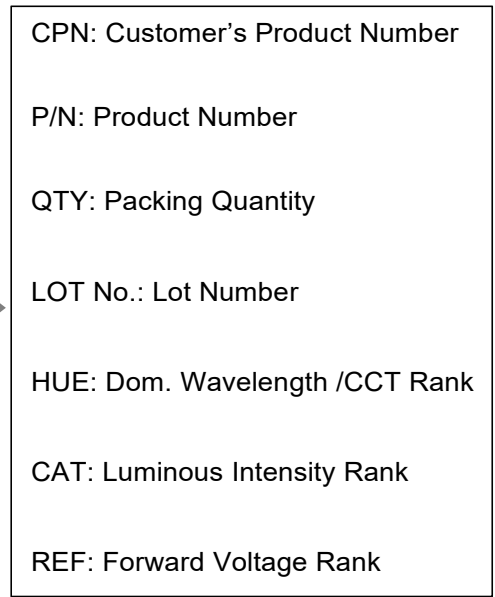 CPN: Customer’s Product Number
P/N: Product Number
QTY: Packing Quantity
LOT No.: Lot Number
HUE: Dom. Wavelength /CCT Rank
CAT: Luminous Intensity Rank
REF: Forward Voltage Rank